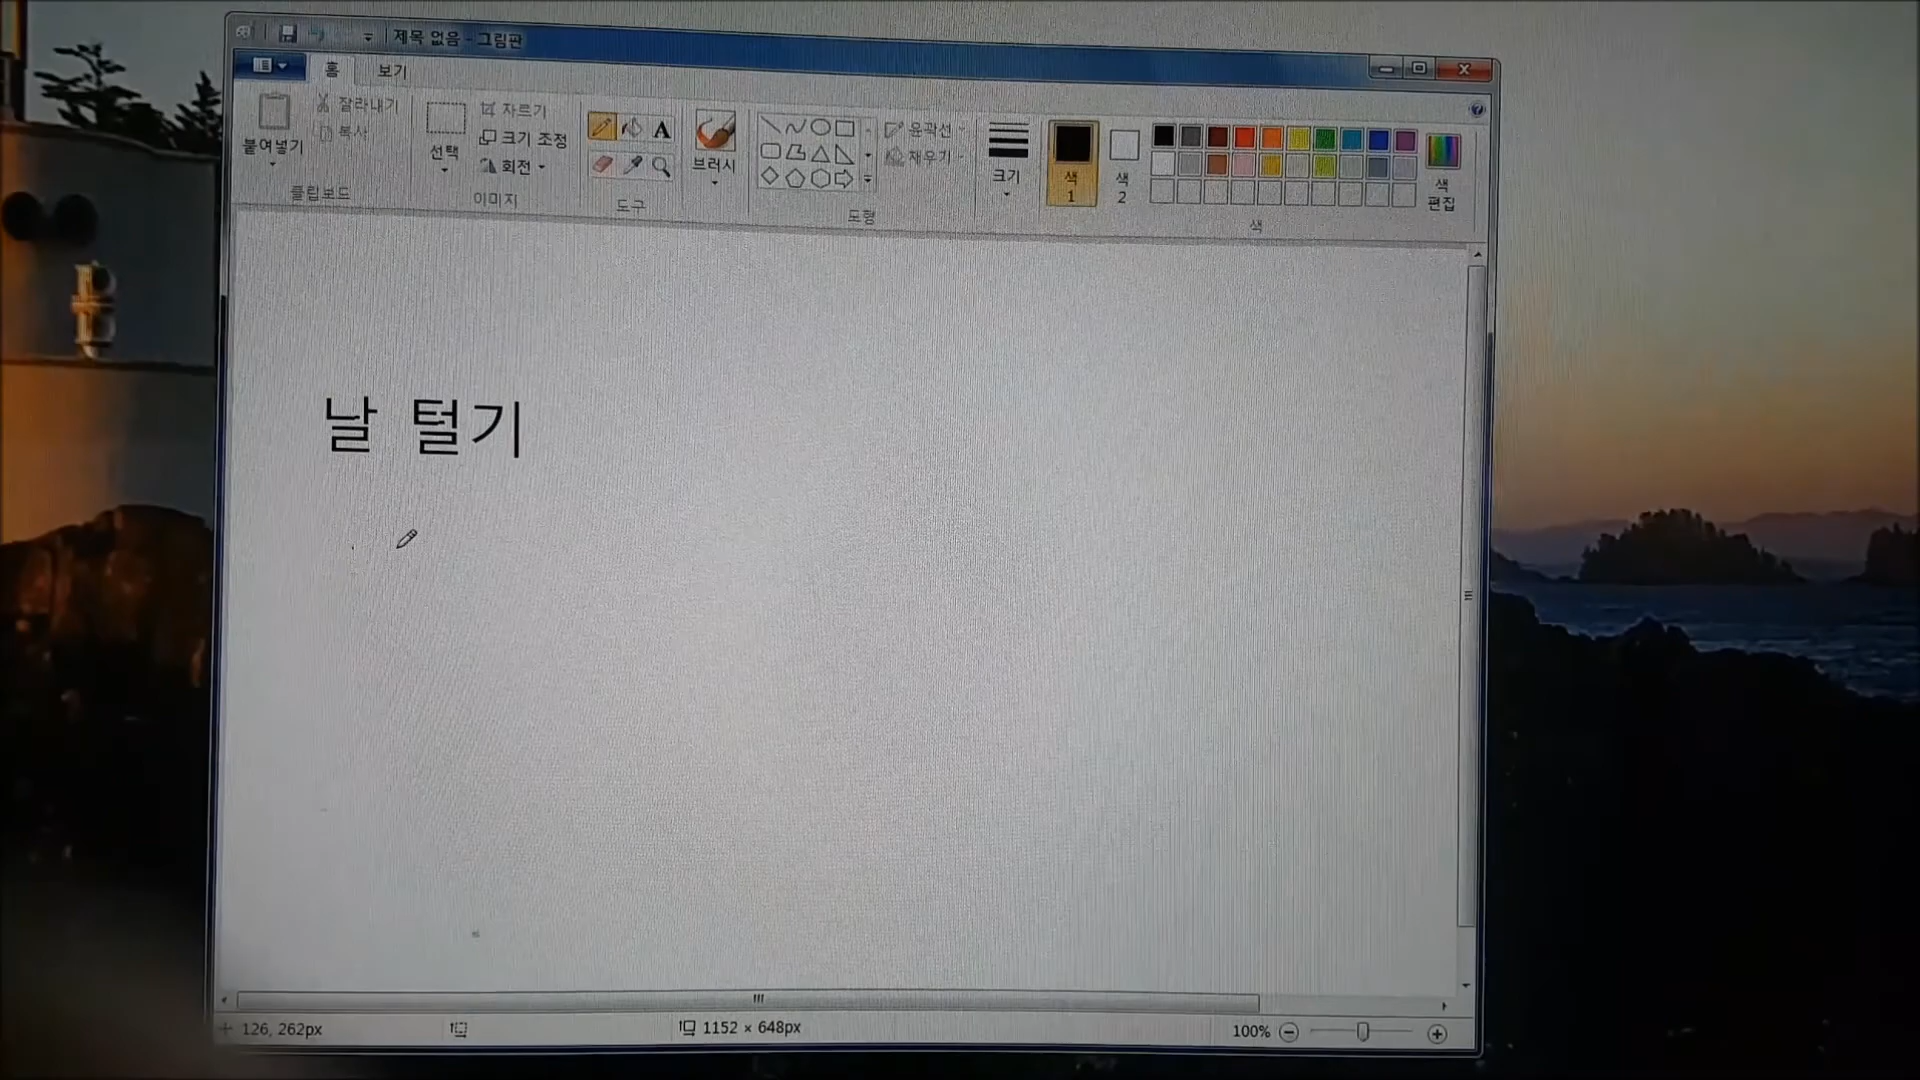 제목 없음 - 그림판
홈 보기
붙여넣기
잘라내기
복사
클립보드
선택
자르기
크기 조정
회전
이미지
A
도구
브러시
윤곽선
채우기
도형
크기
색 1
색 2
색
색 편집
날 털기
126, 262px
1152 × 648px
100%